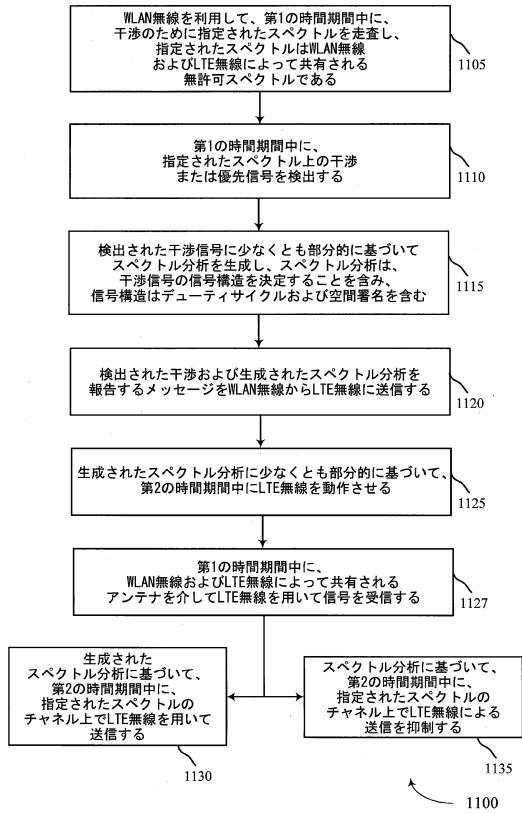 WLAN無線を利用して、第1の時間期間中に、
干渉のために指定されたスペクトルを走査し、
指定されたスペクトルはWLAN無線
およびLTE無線によって共有される
無許可スペクトルである
1105
第1の時間期間中に、
指定されたスペクトル上の干渉
または優先信号を検出する
1110
検出された干渉信号に少なくとも部分的に基づいて
スペクトル分析を生成し、スペクトル分析は、
干渉信号の信号構造を決定することを含み、
信号構造はデューティサイクルおよび空間署名を含む
1115
検出された干渉および生成されたスペクトル分析を
報告するメッセージをWLAN無線からLTE無線に送信する
1120
生成されたスペクトル分析に少なくとも部分的に基づいて、
第2の時間期間中にLTE無線を動作させる
1125
第1の時間期間中に、
WLAN無線およびLTE無線によって共有される
アンテナを介してLTE無線を用いて信号を受信する
1127
生成された
スペクトル分析に基づいて、
第2の時間期間中に、
指定されたスペクトルの
チャネル上でLTE無線を用いて
送信する
1130
スペクトル分析に基づいて、
第2の時間期間中に、
指定されたスペクトルの
チャネル上でLTE無線による
送信を抑制する
1135
1100